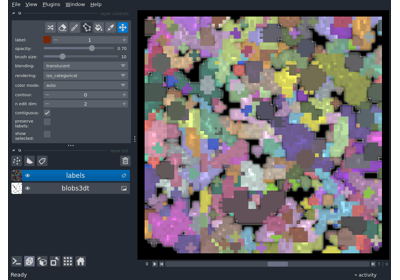 File View Plugins Window Help
label: 1
opacity: 0.70
brush size: 10
blending: translucent
rendering: iso_categorical
color mode: auto
contour: 0
n edit dim: 2
contiguous:
preserve
labels:
show
selected:
labels
blobs3dt
Ready
activity